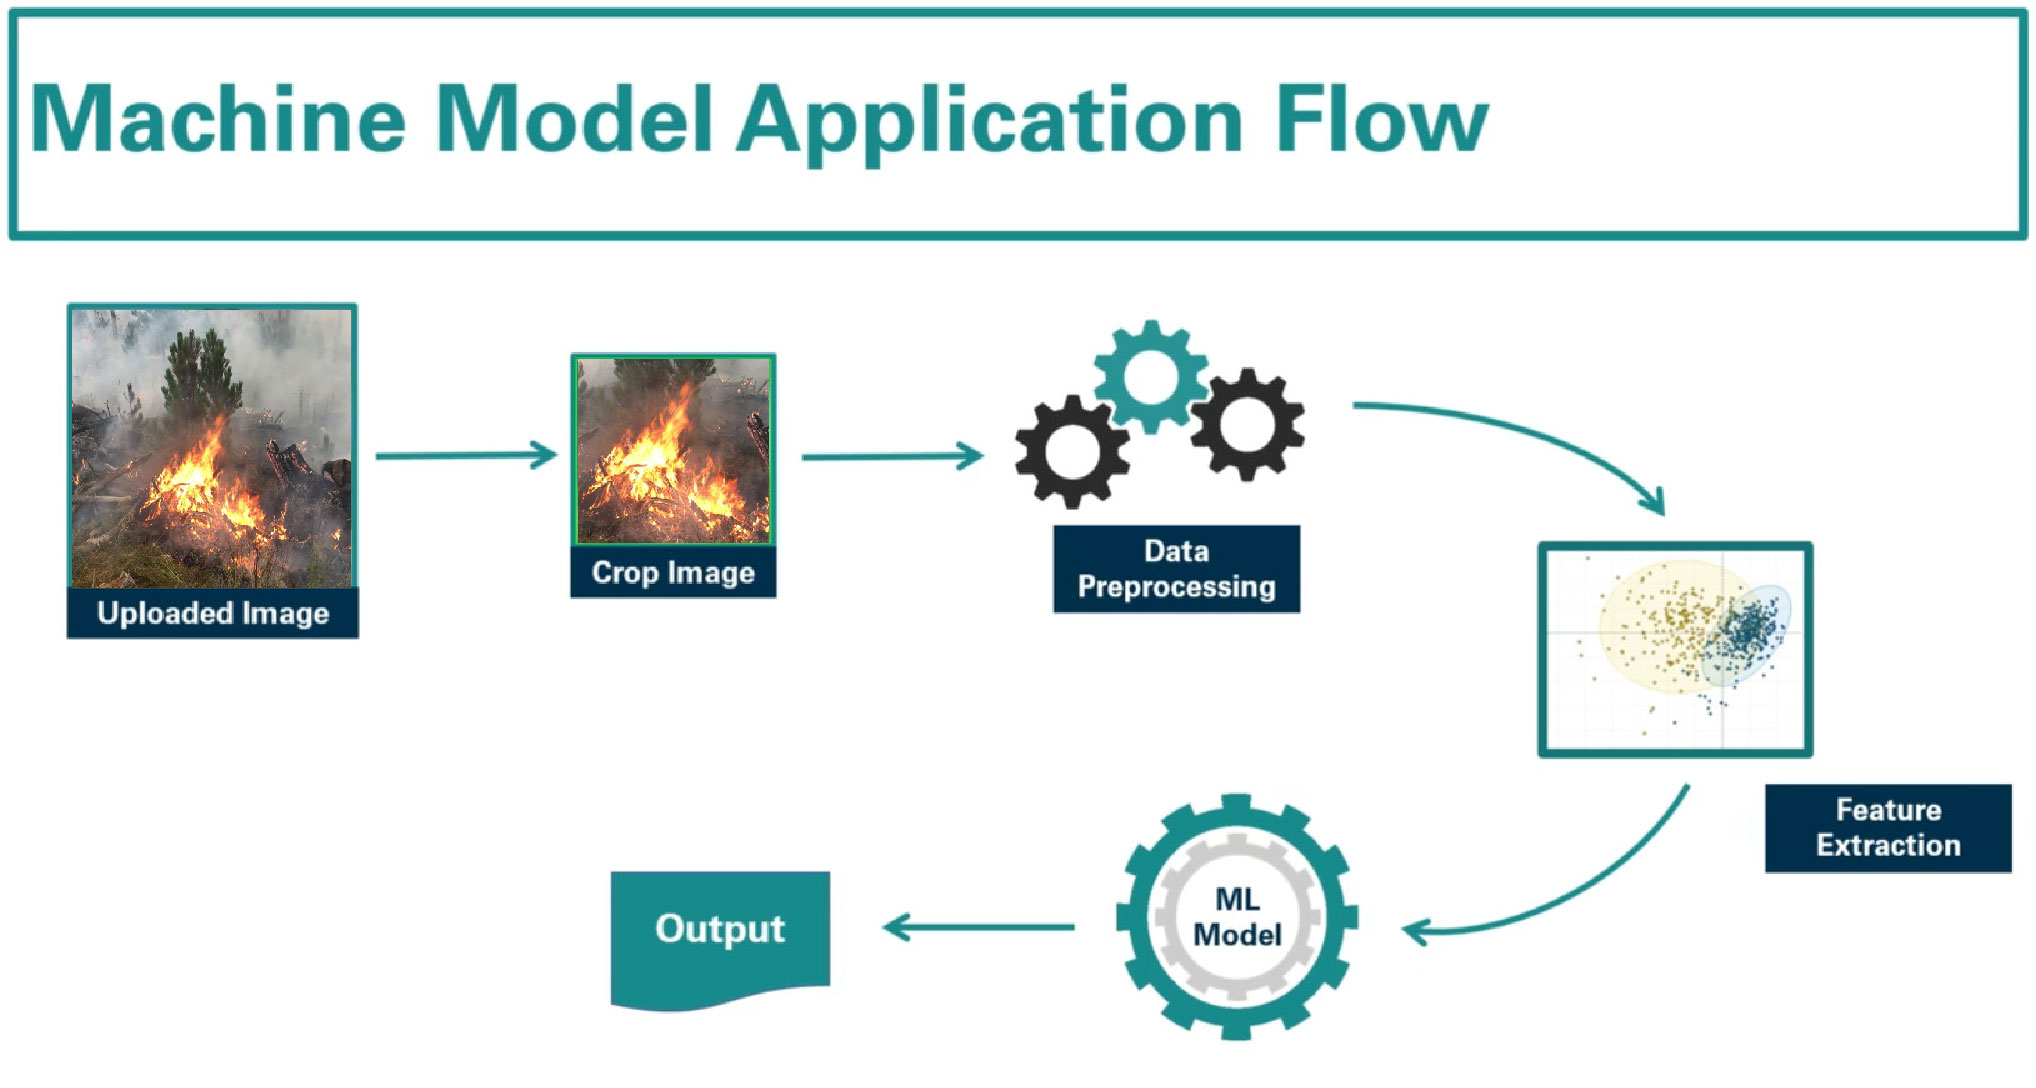 Machine Model Application Flow
Uploaded Image
Crop Image
Data
Preprocessing
Feature
Extraction
ML
Model
Output